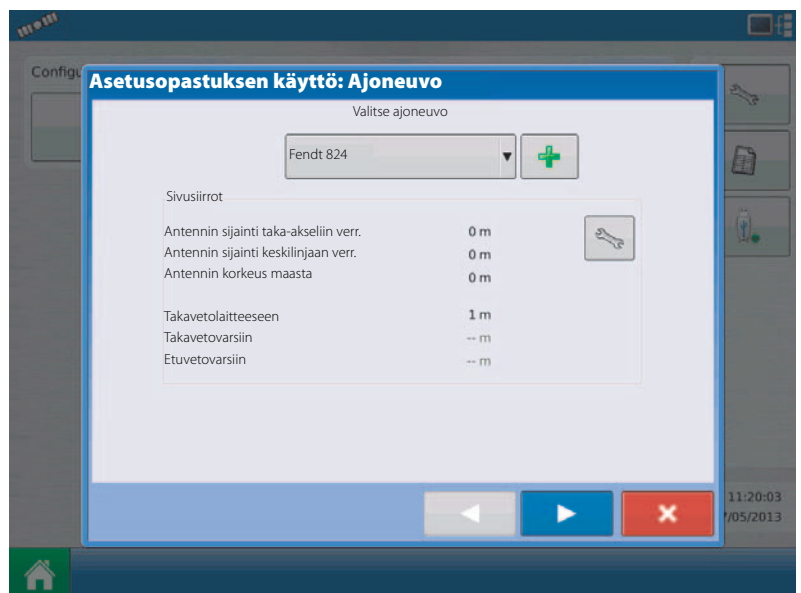 Configu
Asetusopastuksen käyttö: Ajoneuvo
Valitse ajoneuvo
Fendt 824
Sivusiirrot
Antennin sijainti taka-akseliin verr. 0 m
Antennin sijainti keskilinjaan verr. 0 m
Antennin korkeus maasta 0 m
Takavetolaitteeseen 1 m
Takavetovarsiin -- m
Etuvetovarsiin -- m
11:20:03
/05/2013